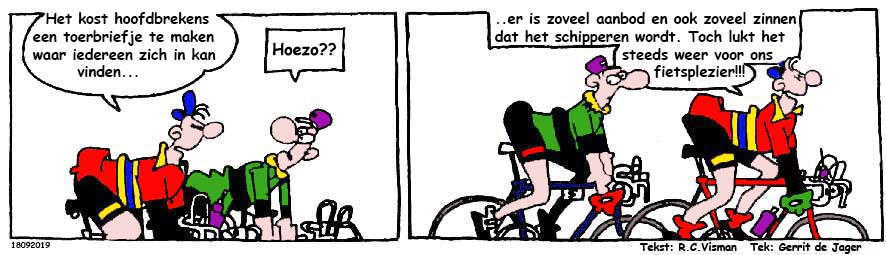 Het kost hoofdbrekens
een toerbriefje te maken
waar iedereen zich in kan
vinden...
Hoezo??
..er is zoveel aanbod en ook zoveel zinnen
dat het schipperen wordt. Toch lukt het
steeds weer voor ons
fietsplezier!!!
18092019
Tekst: R.C.Visman Tek: Gerrit de Jager